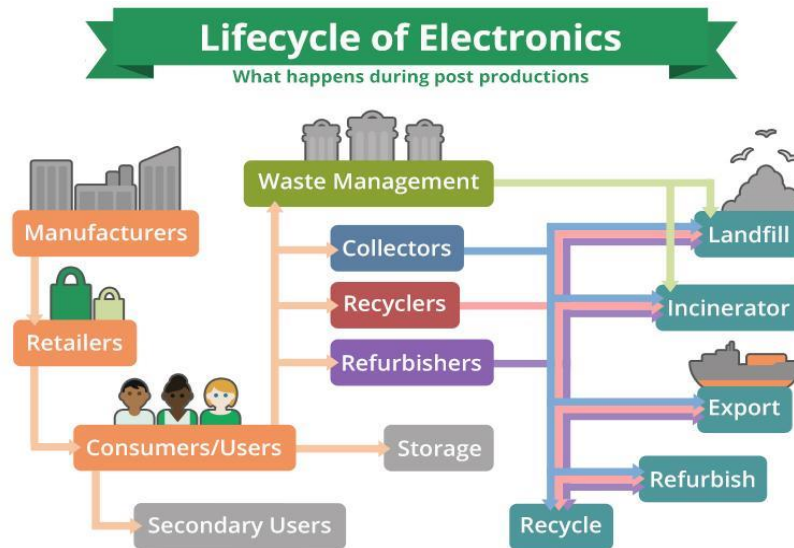 Lifecycle of Electronics
What happens during post productions
Waste Management
Manufacturers
Collectors
Landfill
Recyclers
Incinerator
Retailers
Refurbishers
Export
Consumers/Users
Storage
Refurbish
Secondary Users
Recycle